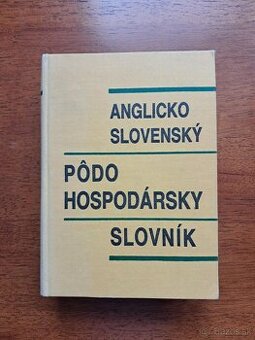 ANGLICKO
SLOVENSKÝ
PÔDO
HOSPODÁRSKY
SLOVNÍK